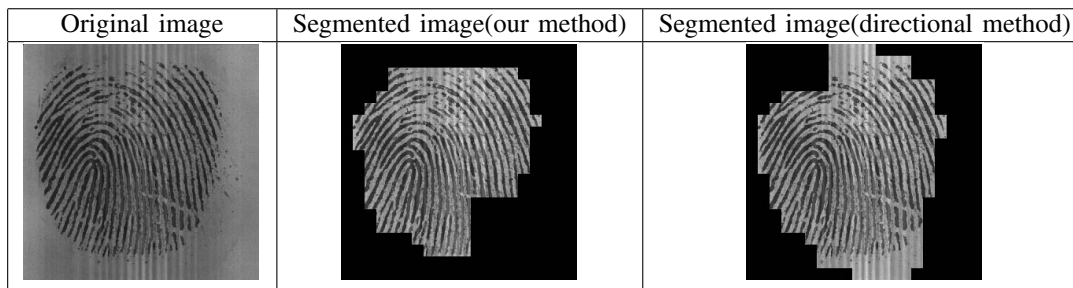 Original image
Segmented image(our method)
Segmented image(directional method)